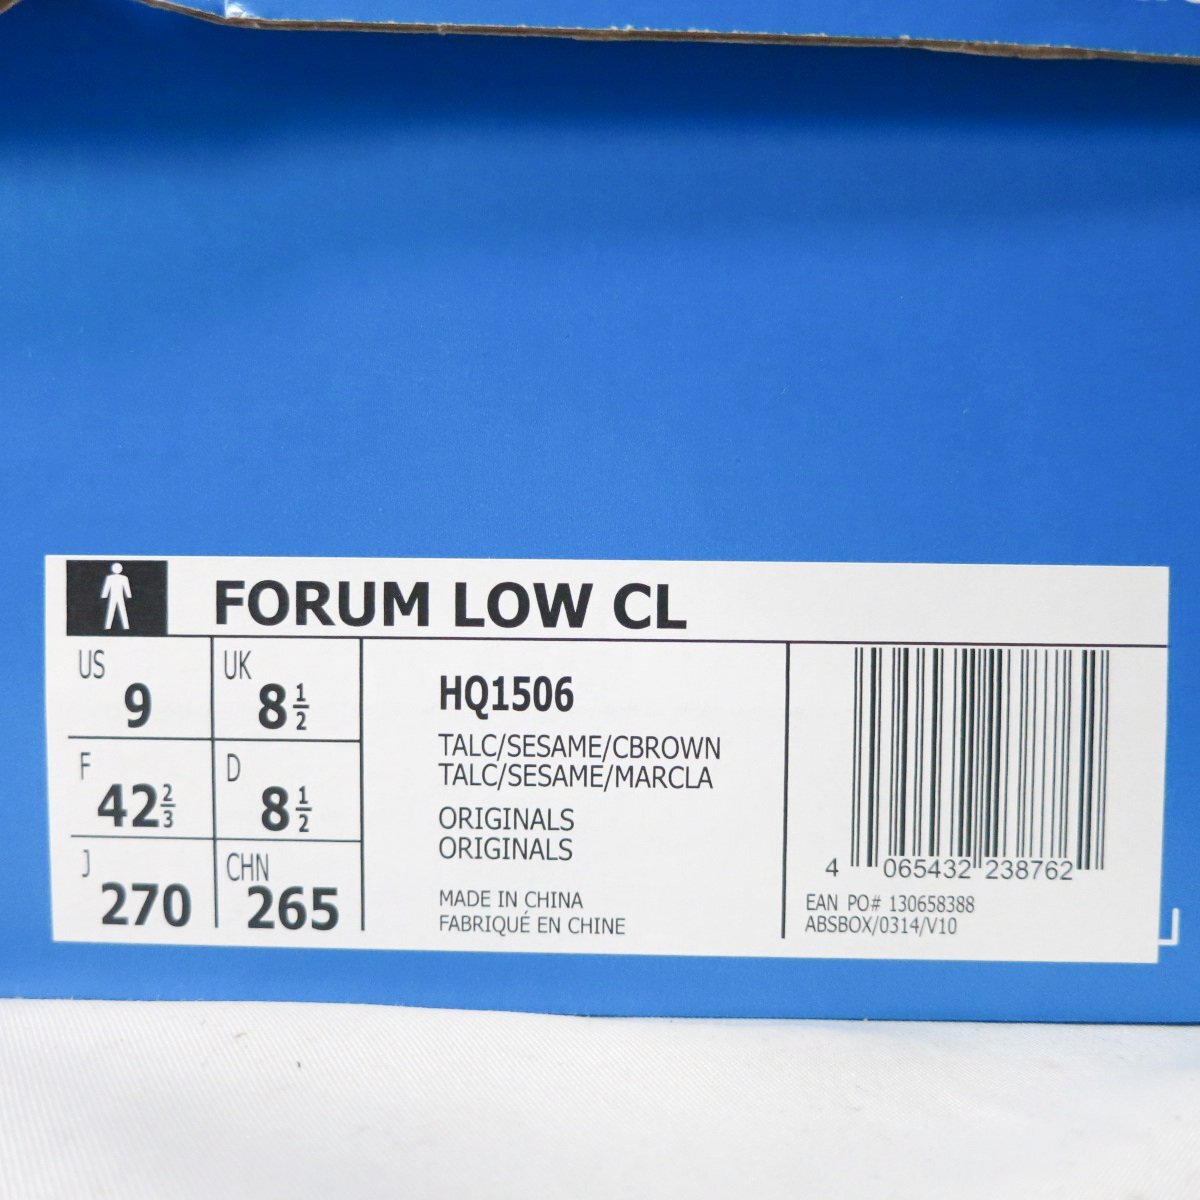 FORUM LOW CL
US 9 UK 8 1/2
F 42 2/3 D 8 1/2
J 270 CHN 265
HQ1506
TALC/SESAME/CBROWN
TALC/SESAME/MARCLA
ORIGINALS
ORIGINALS
MADE IN CHINA
FABRIQUÉ EN CHINE
4 065432 238762
EAN PO# 130658388
ABSBOX/0314/V10